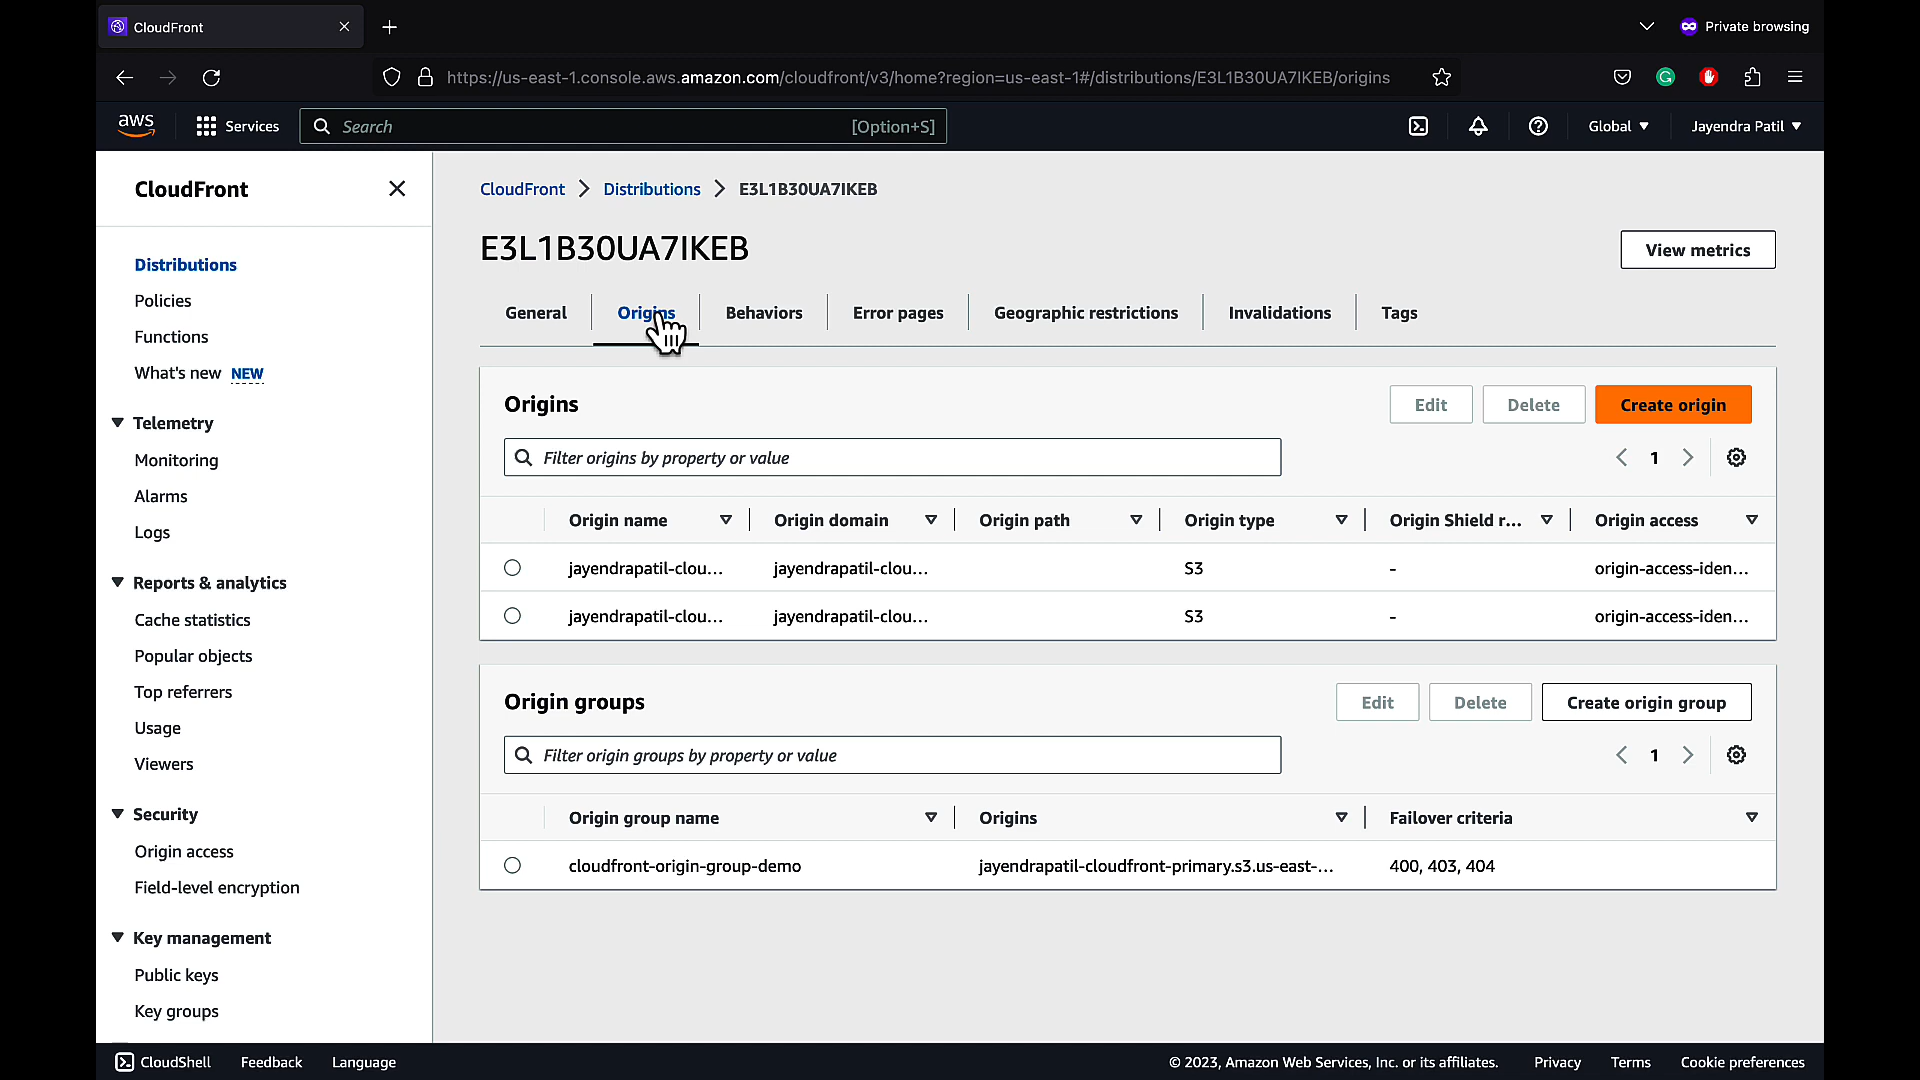 CloudFront
Private browsing
https://us-east-1.console.aws.amazon.com/cloudfront/v3/home?region=us-east-1#/distributions/E3L1B30UA7IKEB/origins
aws
Services
Search
[Option+S]
Global
Jayendra Patil
CloudFront
Distributions
Policies
Functions
What's new NEW
Telemetry
Monitoring
Alarms
Logs
Reports & analytics
Cache statistics
Popular objects
Top referrers
Usage
Viewers
Security
Origin access
Field-level encryption
Key management
Public keys
Key groups
CloudFront > Distributions > E3L1B30UA7IKEB
E3L1B30UA7IKEB
View metrics
General
Origins
Behaviors
Error pages
Geographic restrictions
Invalidations
Tags
Origins
Edit
Delete
Create origin
Filter origins by property or value
1
Origin name
Origin domain
Origin path
Origin type
Origin Shield r...
Origin access
jayendrapatil-clou...
jayendrapatil-clou...
S3
-
origin-access-iden...
jayendrapatil-clou...
jayendrapatil-clou...
S3
-
origin-access-iden...
Origin groups
Edit
Delete
Create origin group
Filter origin groups by property or value
1
Origin group name
Origins
Failover criteria
cloudfront-origin-group-demo
jayendrapatil-cloudfront-primary.s3.us-east-...
400, 403, 404
CloudShell
Feedback
Language
© 2023, Amazon Web Services, Inc. or its affiliates.
Privacy
Terms
Cookie preferences